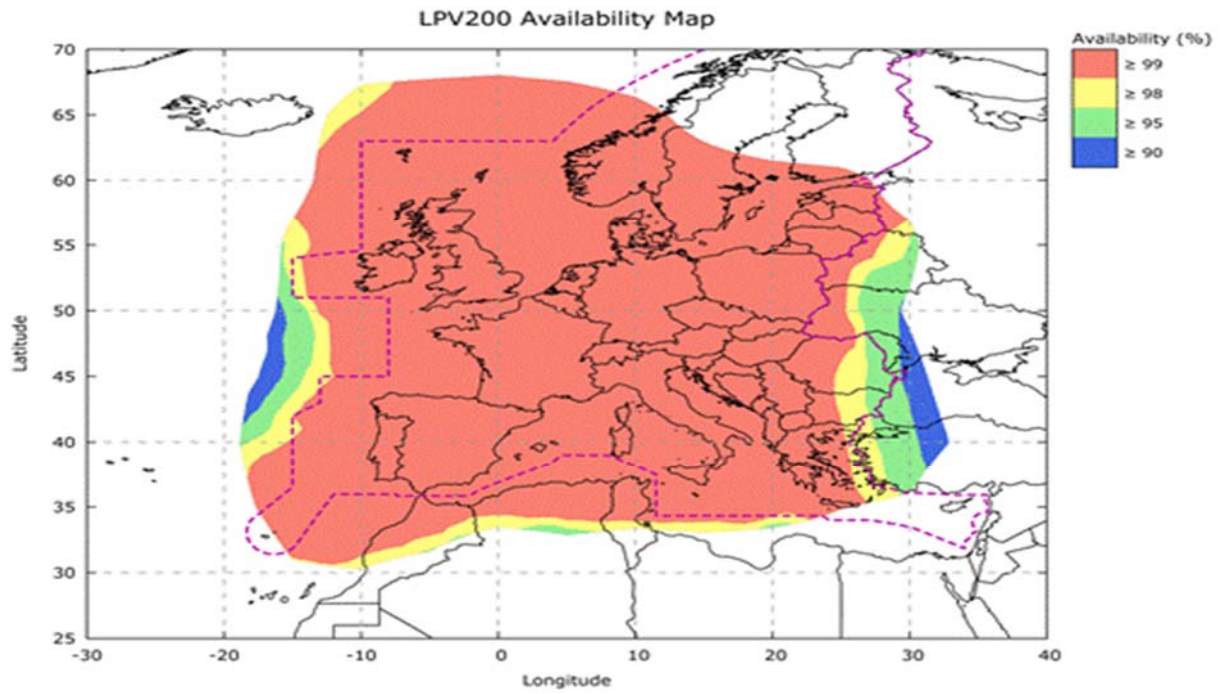 LPV200 Availability Map
Availability (%)
≥ 99
≥ 98
≥ 95
≥ 90
70
65
60
55
50
45
40
35
30
25
Latitude
-30 -20 -10 0 10 20 30 40
Longitude